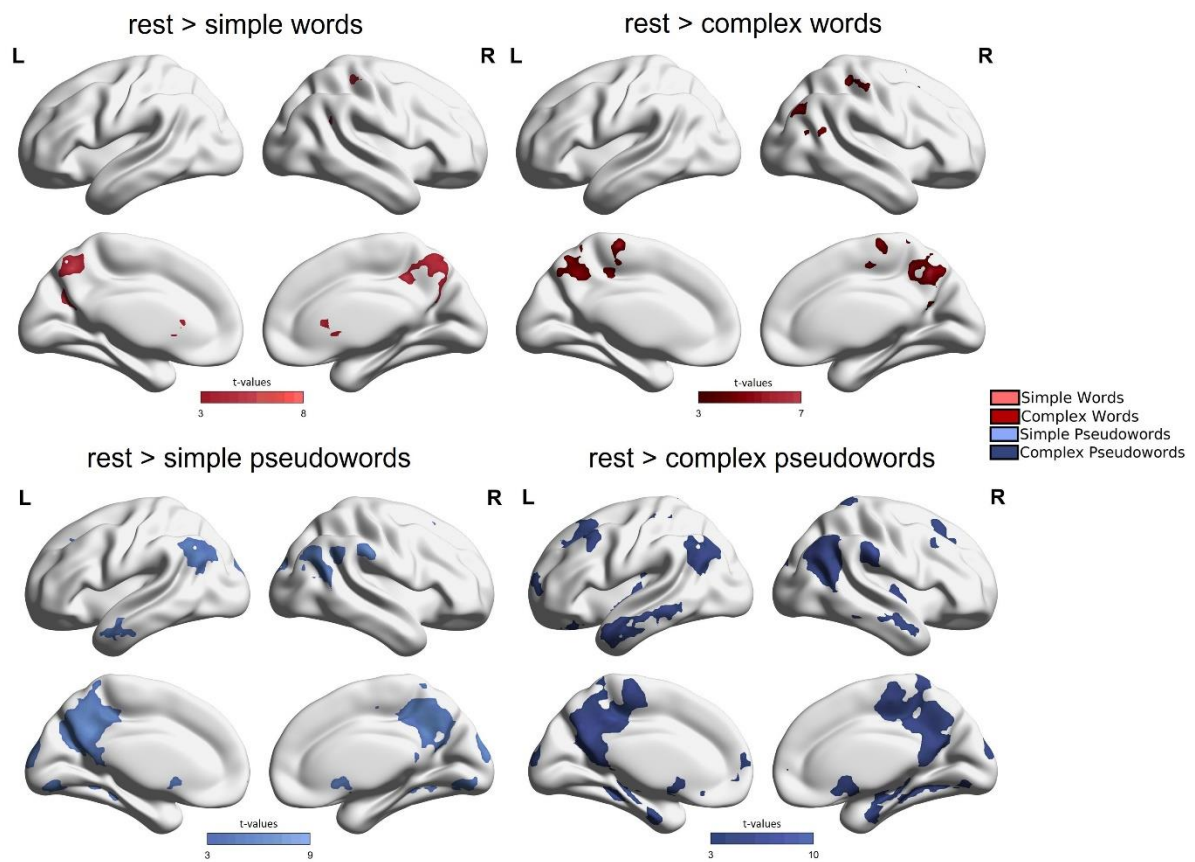 rest > simple words
rest > complex words
L
R
L
R
t-values
3
8
t-values
3
7
Simple Words
Complex Words
Simple Pseudowords
Complex Pseudowords
rest > simple pseudowords
rest > complex pseudowords
L
R
L
R
t-values
3
9
t-values
3
10